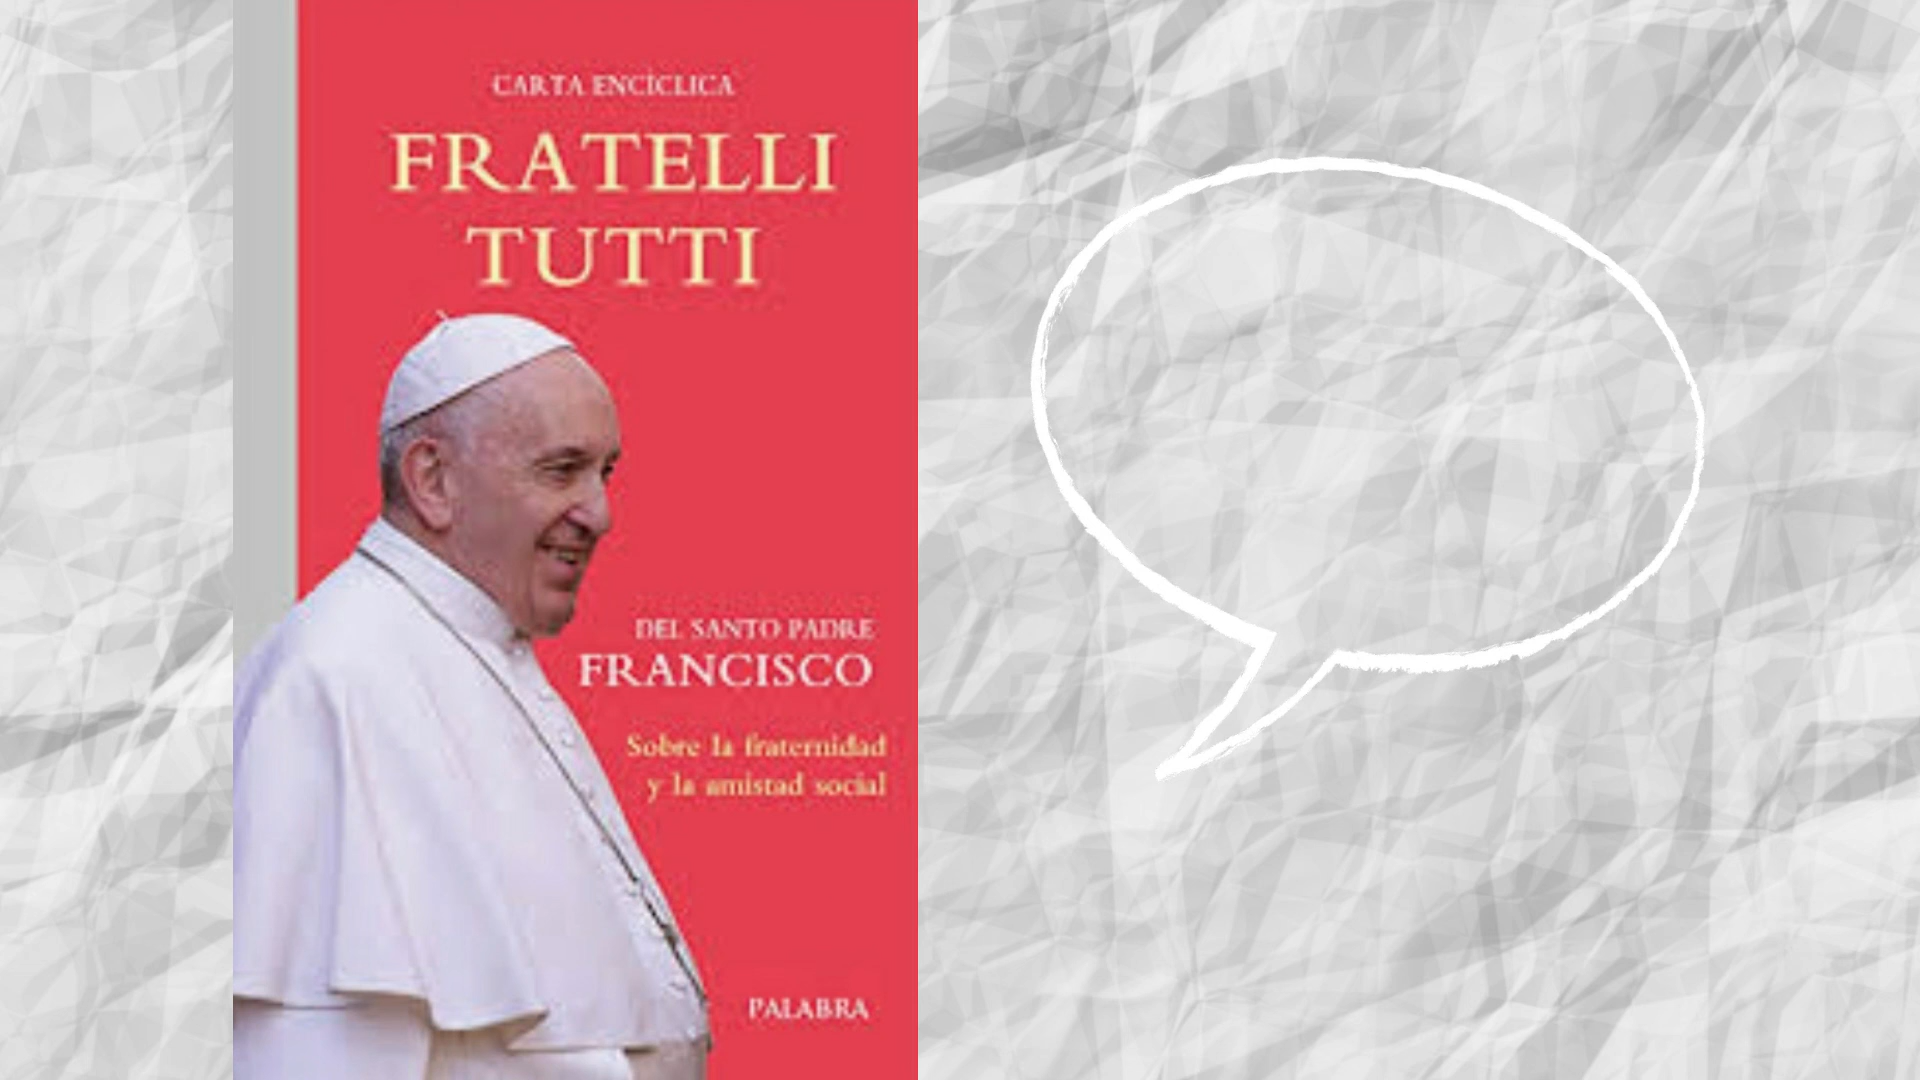 CARTA ENCÍCLICA
FRATELLI
TUTTI
DEL SANTO PADRE
FRANCISCO
Sobre la fraternidad
y la amistad social
PALABRA